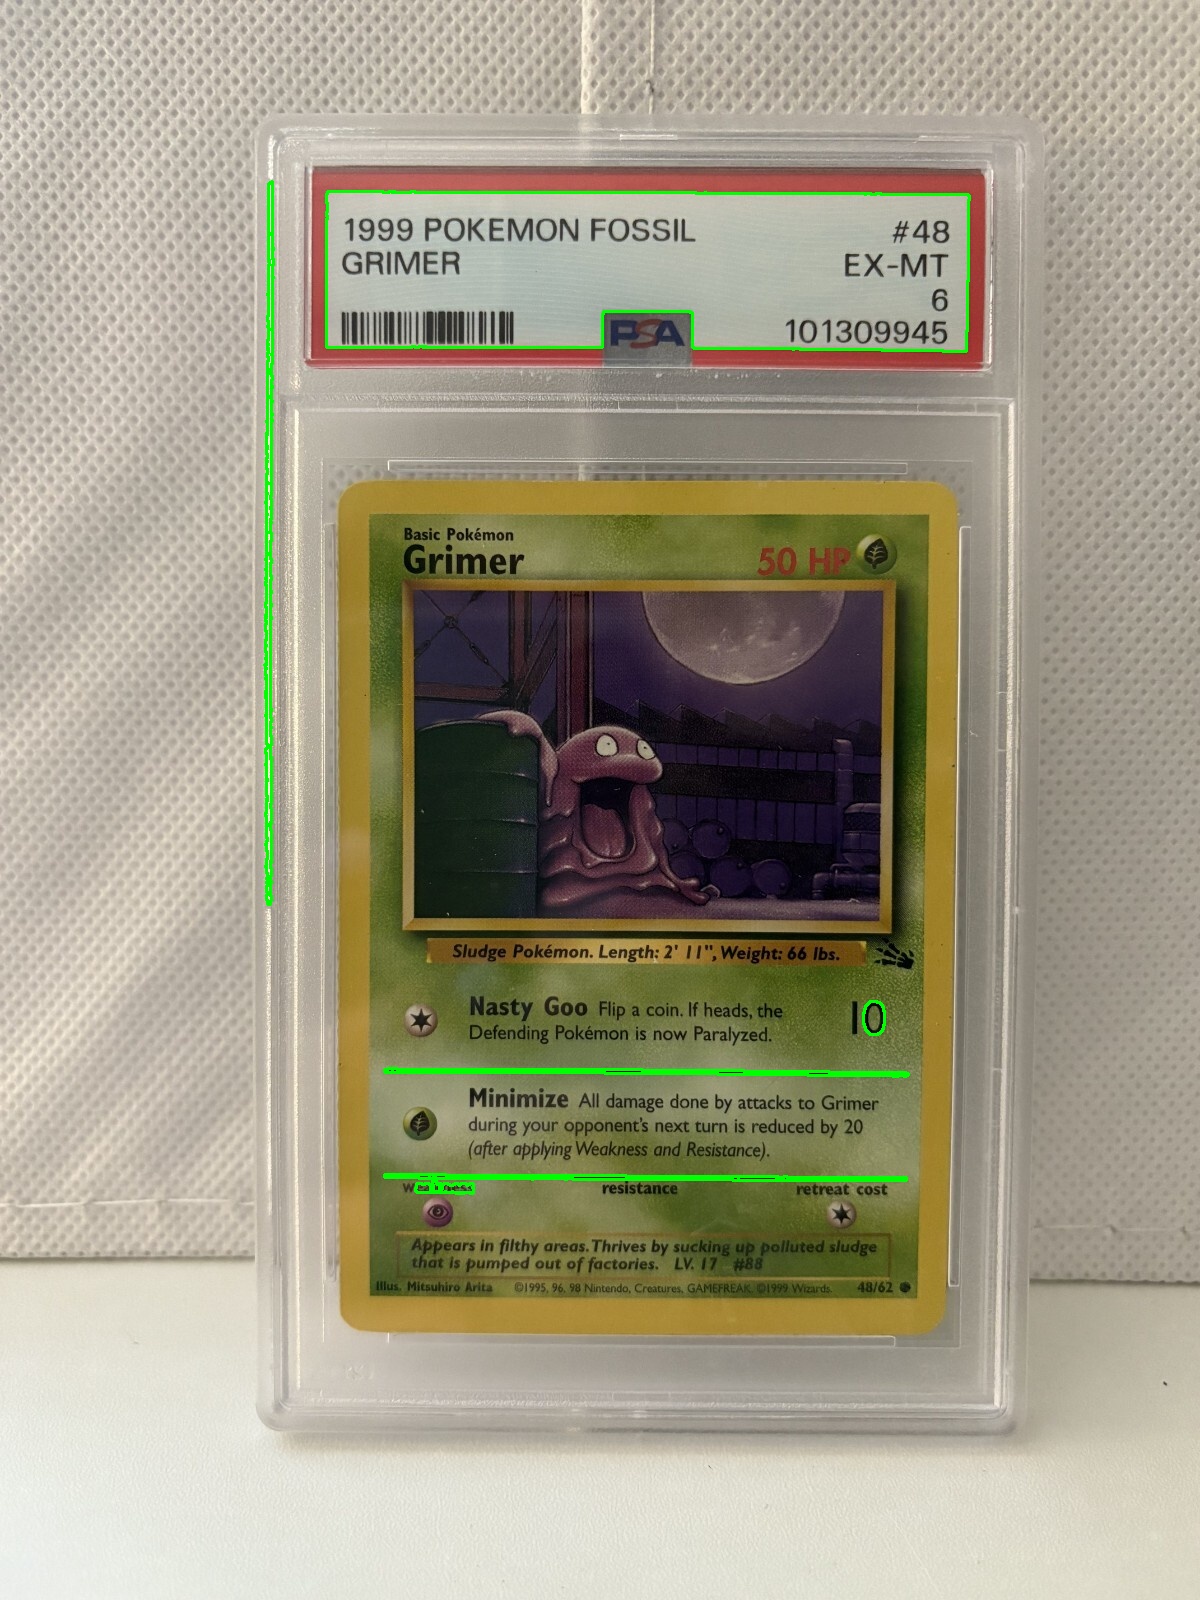 1999 POKEMON FOSSIL #48
GRIMER EX-MT
6
PSA 101309945
Basic Pokémon
Grimer 50 HP
Sludge Pokémon. Length: 2' 11", Weight: 66 lbs.
Nasty Goo Flip a coin. If heads, the
Defending Pokémon is now Paralyzed. 10
Minimize All damage done by attacks to Grimer
during your opponent's next turn is reduced by 20
(after applying Weakness and Resistance).
resistance retreat cost
Appears in filthy areas. Thrives by sucking up polluted sludge
that is pumped out of factories. LV. 17 #88
Illus. Mitsuhiro Arita ©1995, 96, 98 Nintendo, Creatures, GAMEFREAK. ©1999 Wizards. 48/62